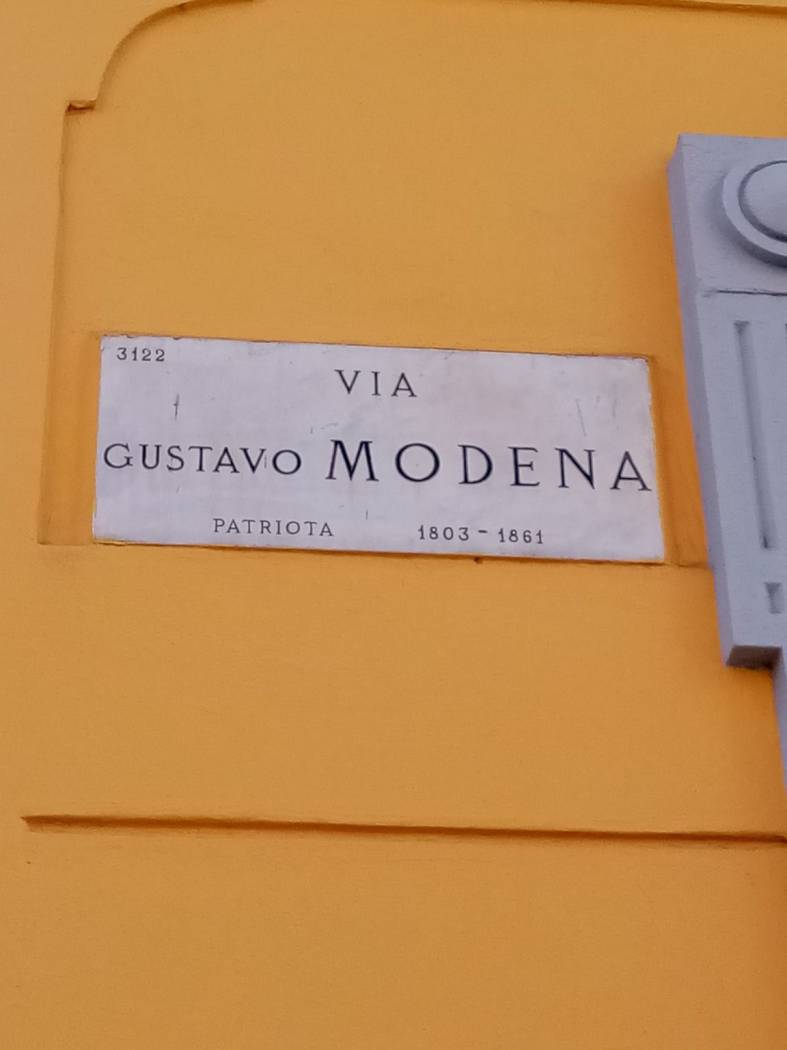 3122
VIA
GUSTAVO MODENA
PATRIOTA 1803-1861